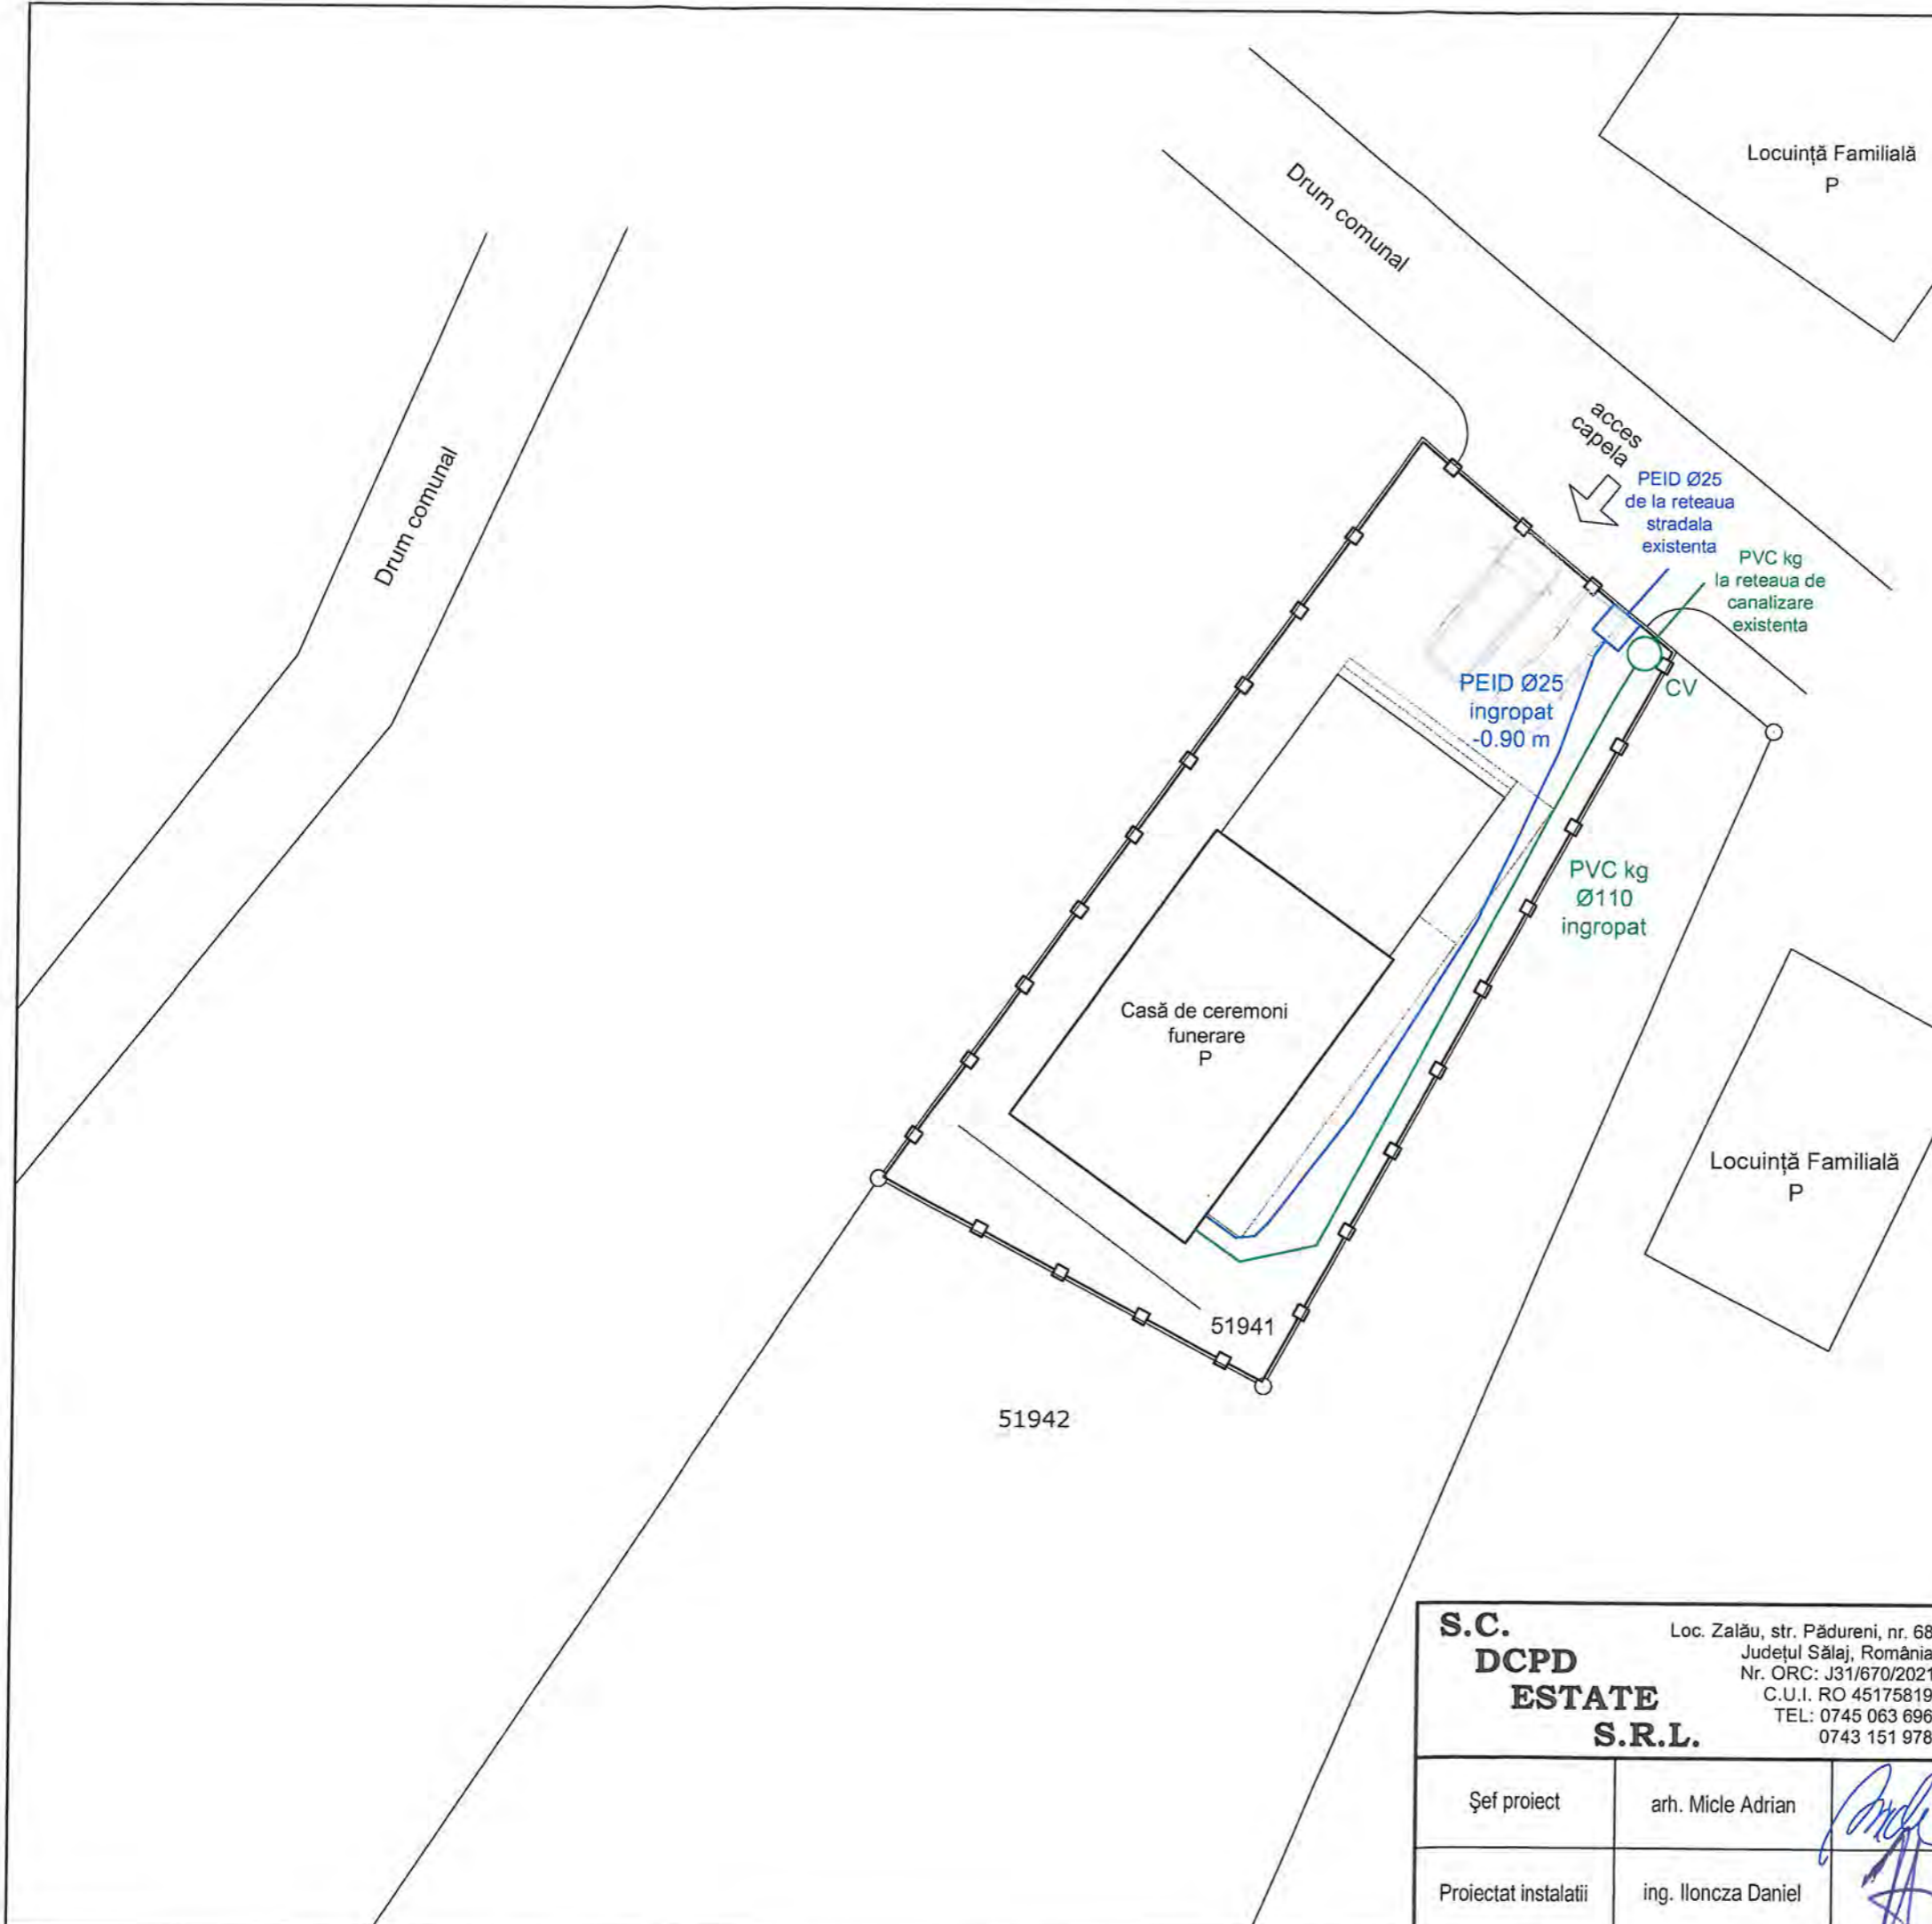 Locuință Familială
P
Drum comunal
acces
capela
PEID Ø25
de la reteaua
stradala
existenta
PVC kg
la reteaua de
canalizare
existenta
Drum comunal
PEID Ø25
ingropat
-0.90 m
CV
PVC kg
Ø110
ingropat
Casă de ceremoni
funerare
P
Locuință Familială
P
51941
51942
S.C.
DCPD
ESTATE
S.R.L.
Loc. Zalău, str. Pădureni, nr. 68
Județul Sălaj, România
Nr. ORC: J31/670/2021
C.U.I. RO 45175819
TEL: 0745 063 696
0743 151 978
Şef proiect
arh. Micle Adrian
Proiectat instalatii
ing. Iloncza Daniel